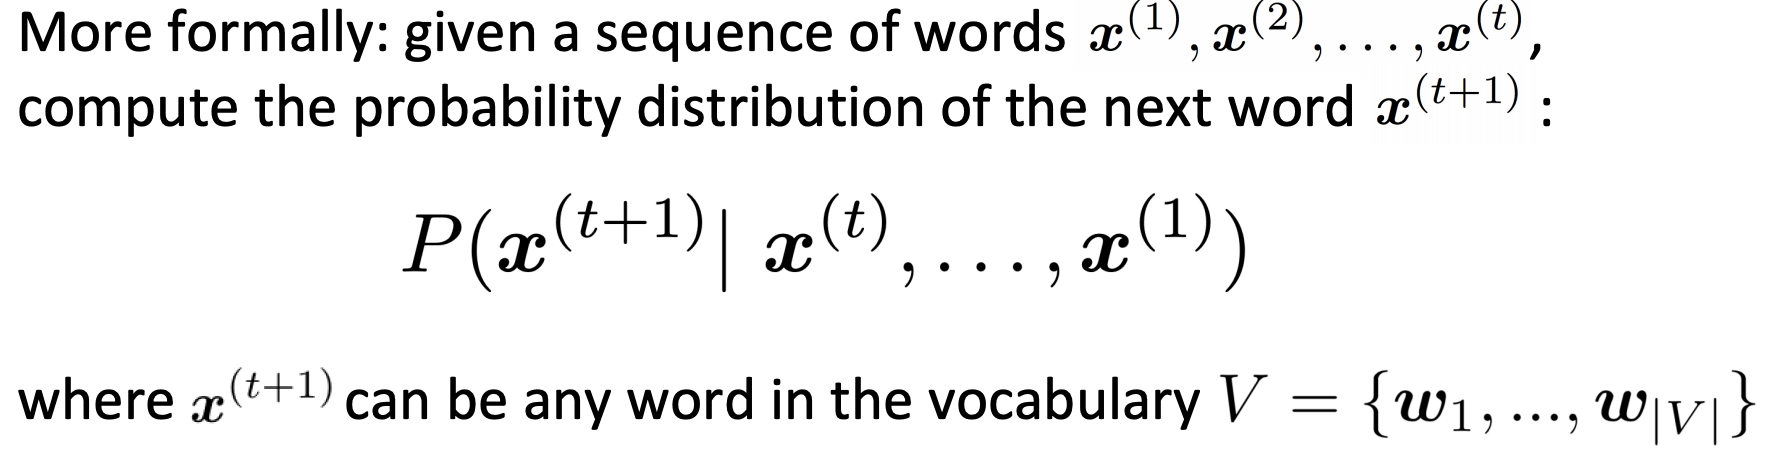 More formally: given a sequence of words $\boldsymbol{x}^{(1)}, \boldsymbol{x}^{(2)}, \ldots, \boldsymbol{x}^{(t)}$,
compute the probability distribution of the next word $\boldsymbol{x}^{(t+1)}$ :
$P(\boldsymbol{x}^{(t+1)} | \boldsymbol{x}^{(t)}, \ldots, \boldsymbol{x}^{(1)})$
where $\boldsymbol{x}^{(t+1)}$ can be any word in the vocabulary $V = \{\boldsymbol{w}_1, ..., \boldsymbol{w}_{|V|}\}$